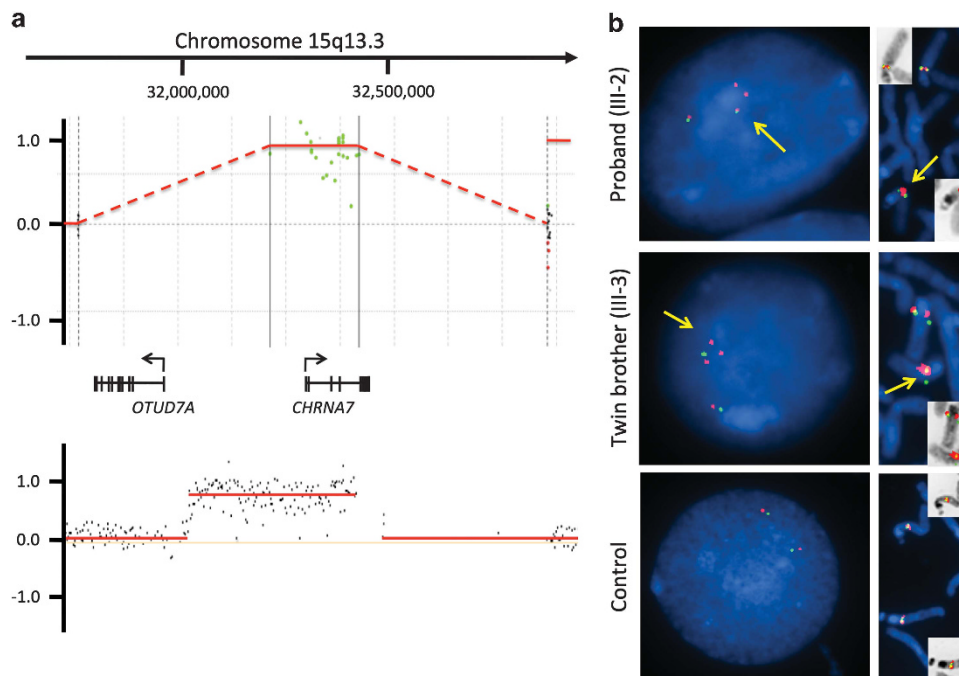 a
Chromosome 15q13.3
32,000,000
32,500,000
1.0
0.0
-1.0
OTUD7A
CHRNA7
1.0
0.0
-1.0
b
Proband (III-2)
Twin brother (III-3)
Control